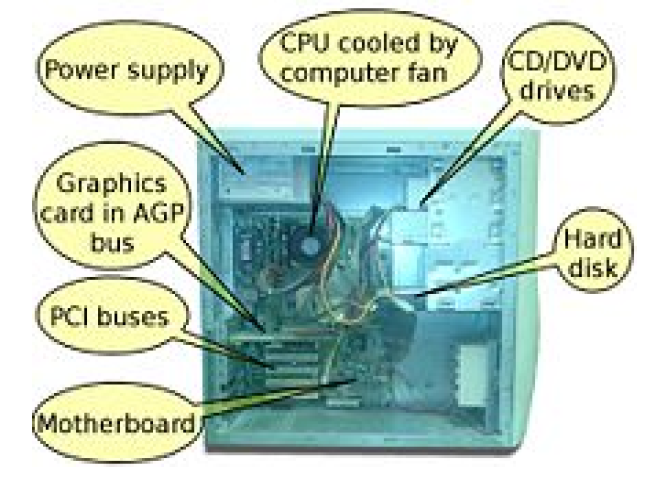 Power supply
CPU cooled by
computer fan
CD/DVD
drives
Graphics
card in AGP
bus
Hard
disk
PCI buses
Motherboard